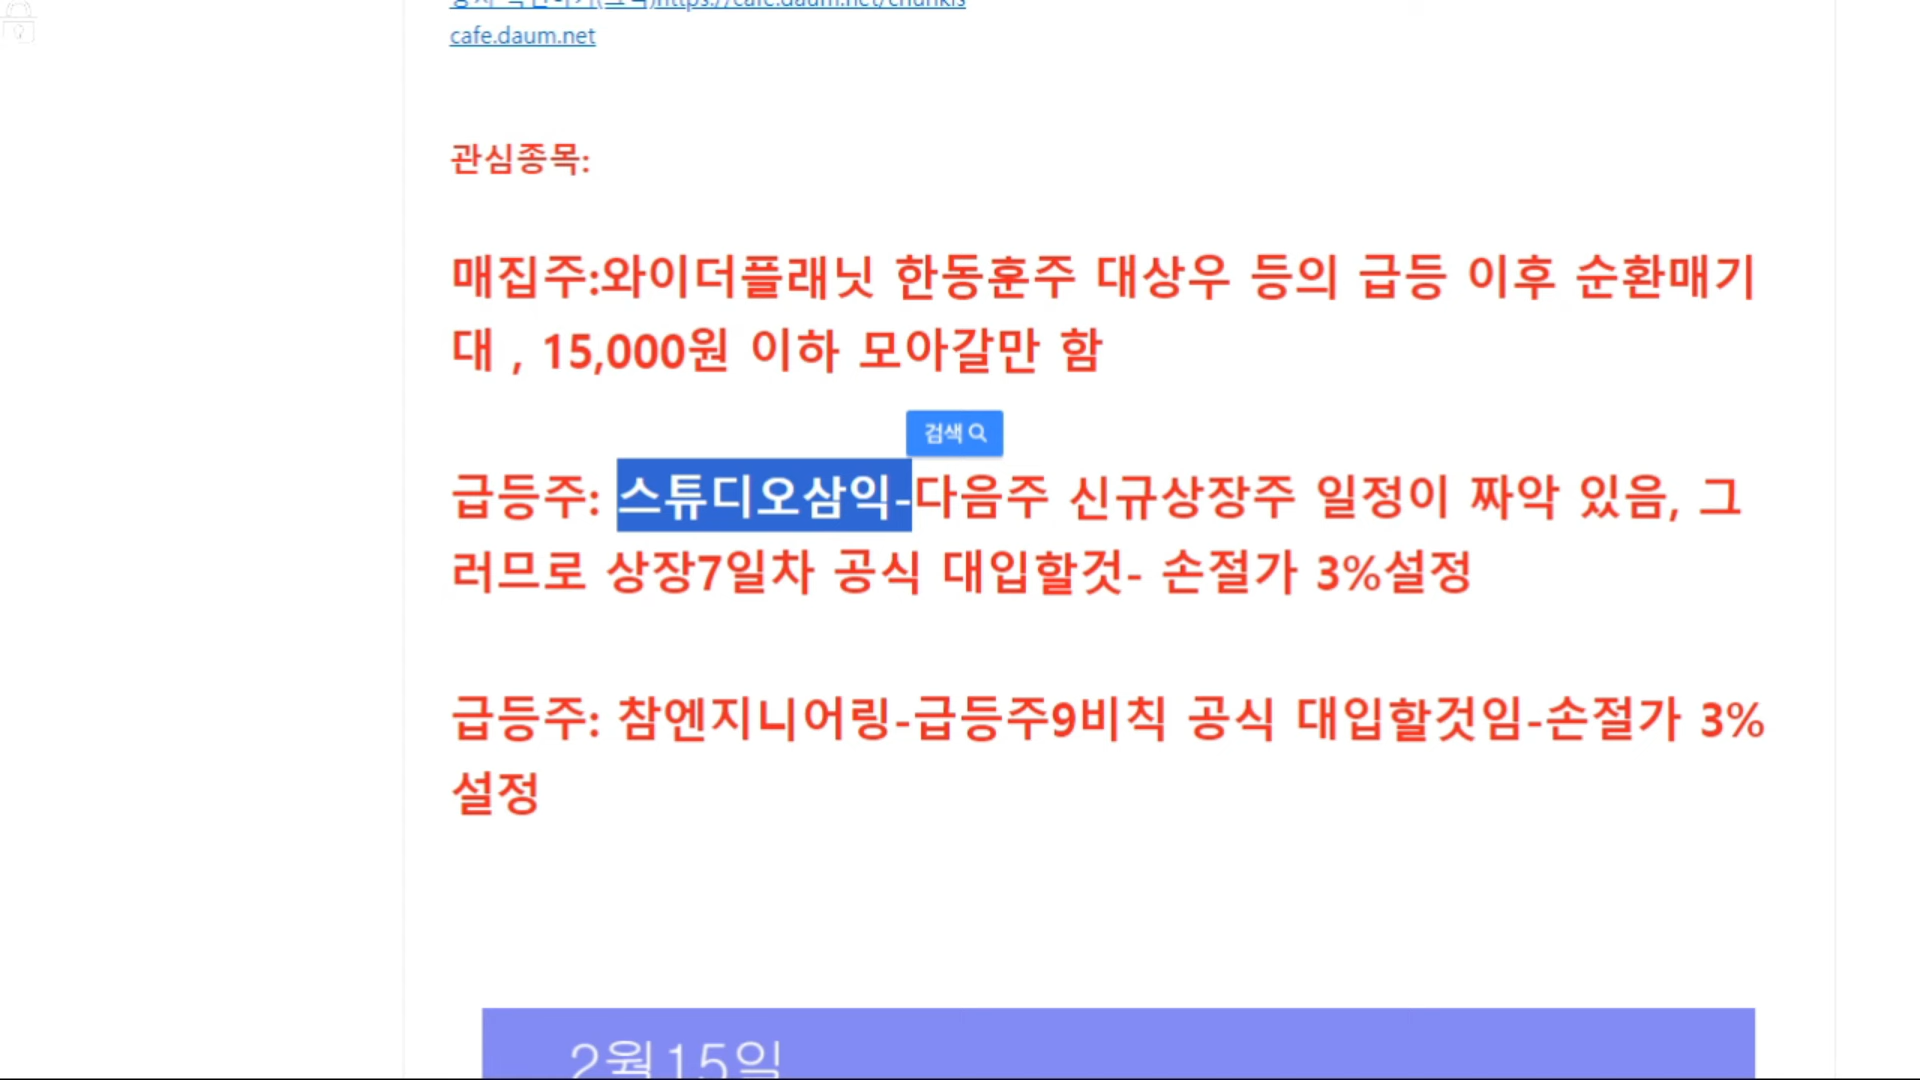 https://cafe.daum.net/chunkis
cafe.daum.net
관심종목:
매집주:와이더플래닛 한동훈주 대상우 등의 급등 이후 순환매기
대 , 15,000원 이하 모아갈만 함
검색
급등주: 스튜디오삼익-다음주 신규상장주 일정이 짜악 있음, 그
러므로 상장7일차 공식 대입할것- 손절가 3%설정
급등주: 참엔지니어링-급등주9비칙 공식 대입할것임-손절가 3%
설정
2월15일